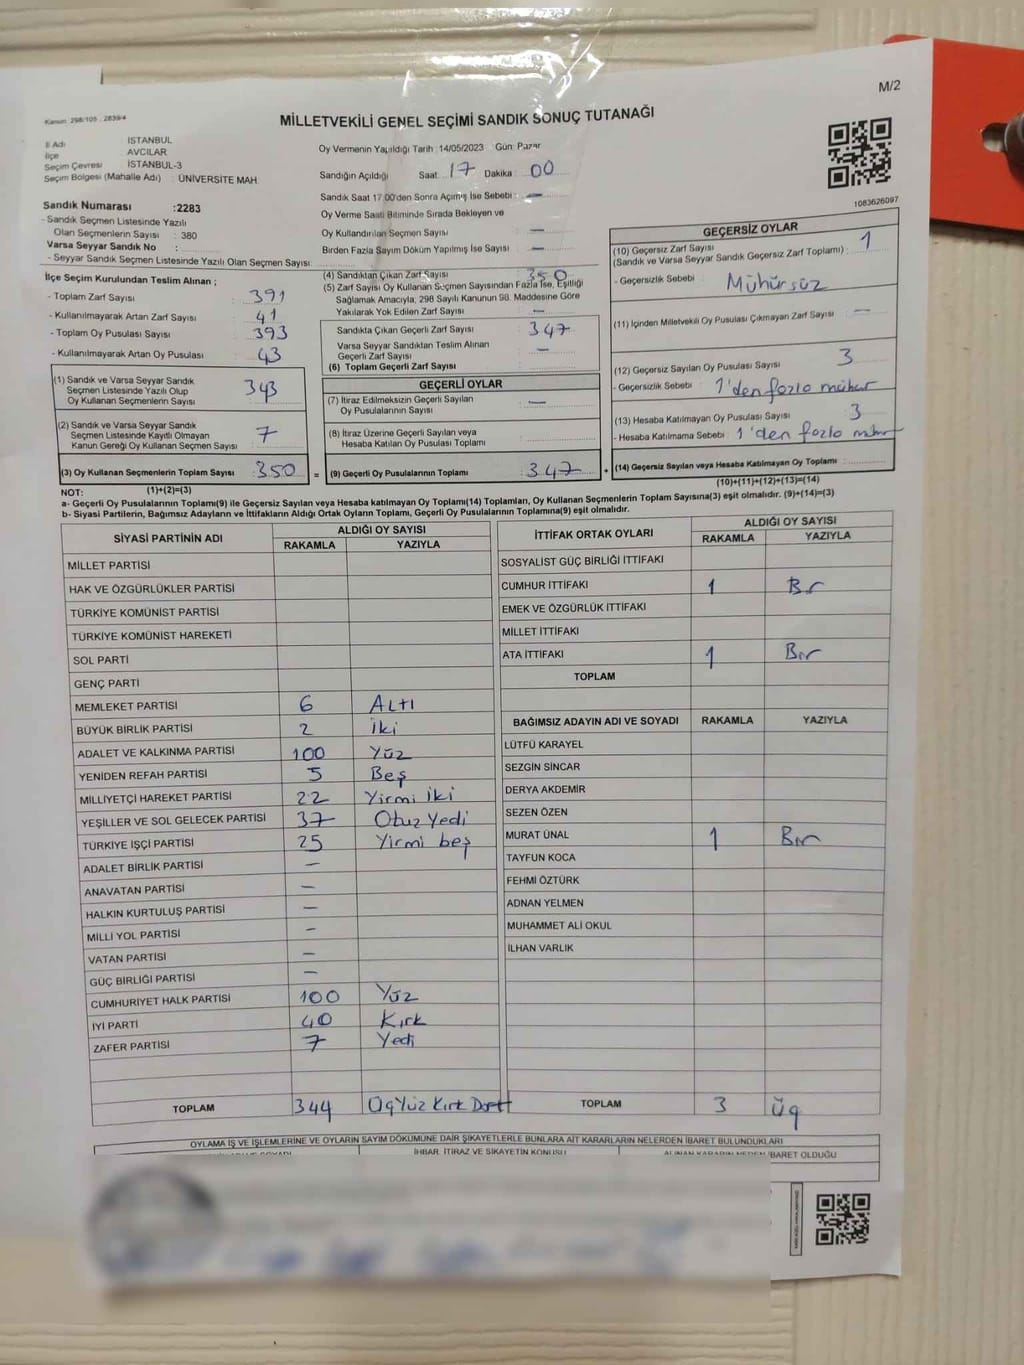 M/2
Kanun: 298/105 , 2839/4
MİLLETVEKİLİ GENEL SEÇİMİ SANDIK SONUÇ TUTANAĞI
İl Adı İSTANBUL
İlçe AVCILAR
Seçim Çevresi İSTANBUL-3
Seçim Bölgesi (Mahalle Adı) : ÜNİVERSİTE MAH.
Sandık Numarası :2283
- Sandık Seçmen Listesinde Yazılı
Olan Seçmenlerin Sayısı : 380
Varsa Seyyar Sandık No :
- Seyyar Sandık Seçmen Listesinde Yazılı Olan Seçmen Sayısı:
Oy Vermenin Yapıldığı Tarih :14/05/2023 Gün: Pazar
Sandığın Açıldığı Saat : 17 Dakika : 00
Sandık Saat 17.00'den Sonra Açılmış İse Sebebi : —
Oy Verme Saati Bitiminde Sırada Bekleyen ve
Oy Kullandırılan Seçmen Sayısı : —
Birden Fazla Sayım Döküm Yapılmış İse Sayısı : —
1083626097
İlçe Seçim Kurulundan Teslim Alınan ;
- Toplam Zarf Sayısı : 391
- Kullanılmayarak Artan Zarf Sayısı : 41
- Toplam Oy Pusulası Sayısı : 393
- Kullanılmayarak Artan Oy Pusulası : 43
(1) Sandık ve Varsa Seyyar Sandık
Seçmen Listesinde Yazılı Olup
Oy Kullanan Seçmenlerin Sayısı 343
(2) Sandık ve Varsa Seyyar Sandık
Seçmen Listesinde Kayıtlı Olmayan
Kanun Gereği Oy Kullanan Seçmen Sayısı : 7
(3) Oy Kullanan Seçmenlerin Toplam Sayısı : 350 =
(1)+(2)=(3)
(4) Sandıktan Çıkan Zarf Sayısı : 350
(5) Zarf Sayısı Oy Kullanan Seçmen Sayısından Fazla İse, Eşitliği
Sağlamak Amacıyla; 298 Sayılı Kanunun 98. Maddesine Göre
Yakılarak Yok Edilen Zarf Sayısı : —
Sandıkta Çıkan Geçerli Zarf Sayısı : 347
Varsa Seyyar Sandıktan Teslim Alınan
Geçerli Zarf Sayısı : —
(6) Toplam Geçerli Zarf Sayısı :
GEÇERLİ OYLAR
(7) İtiraz Edilmeksizin Geçerli Sayılan
Oy Pusulalarının Sayısı : —
(8) İtiraz Üzerine Geçerli Sayılan veya
Hesaba Katılan Oy Pusulası Toplamı :
(9) Geçerli Oy Pusulalarının Toplamı : 347 +
GEÇERSİZ OYLAR
(10) Geçersiz Zarf Sayısı
(Sandık ve Varsa Seyyar Sandık Geçersiz Zarf Toplamı) : 1
- Geçersizlik Sebebi : Mühürsüz
(11) İçinden Milletvekili Oy Pusulası Çıkmayan Zarf Sayısı : —
(12) Geçersiz Sayılan Oy Pusulası Sayısı : 3
- Geçersizlik Sebebi : 1'den fazla mühür
(13) Hesaba Katılmayan Oy Pusulası Sayısı : 3
- Hesaba Katılmama Sebebi : 1'den fazla mühür
(14) Geçersiz Sayılan veya Hesaba Katılmayan Oy Toplamı :
(10)+(11)+(12)+(13)=(14)
NOT:
a- Geçerli Oy Pusulalarının Toplamı(9) ile Geçersiz Sayılan veya Hesaba katılmayan Oy Toplamı(14) Toplamları, Oy Kullanan Seçmenlerin Toplam Sayısına(3) eşit olmalıdır. (9)+(14)=(3)
b- Siyasi Partilerin, Bağımsız Adayların ve İttifakların Aldığı Ortak Oyların Toplamı, Geçerli Oy Pusulalarının Toplamına(9) eşit olmalıdır.
SİYASİ PARTİNİN ADI ALDIĞI OY SAYISI
RAKAMLA YAZIYLA
MİLLET PARTİSİ
HAK VE ÖZGÜRLÜKLER PARTİSİ
TÜRKİYE KOMÜNİST PARTİSİ
TÜRKİYE KOMÜNİST HAREKETİ
SOL PARTİ
GENÇ PARTİ
MEMLEKET PARTİSİ 6 Altı
BÜYÜK BİRLİK PARTİSİ 2 İki
ADALET VE KALKINMA PARTİSİ 100 Yüz
YENİDEN REFAH PARTİSİ 5 Beş
MİLLİYETÇİ HAREKET PARTİSİ 22 Yirmi iki
YEŞİLLER VE SOL GELECEK PARTİSİ 37 Otuz Yedi
TÜRKİYE İŞÇİ PARTİSİ 25 Yirmi beş
ADALET BİRLİK PARTİSİ —
ANAVATAN PARTİSİ —
HALKIN KURTULUŞ PARTİSİ —
MİLLİ YOL PARTİSİ —
VATAN PARTİSİ —
GÜÇ BİRLİĞİ PARTİSİ —
CUMHURİYET HALK PARTİSİ 100 Yüz
İYİ PARTİ 40 Kırk
ZAFER PARTİSİ 7 Yedi
TOPLAM 344 ÜçYüz Kırk Dört
İTTİFAK ORTAK OYLARI ALDIĞI OY SAYISI
RAKAMLA YAZIYLA
SOSYALİST GÜÇ BİRLİĞİ İTTİFAKI
CUMHUR İTTİFAKI 1 Bir
EMEK VE ÖZGÜRLÜK İTTİFAKI
MİLLET İTTİFAKI
ATA İTTİFAKI 1 Bir
TOPLAM
BAĞIMSIZ ADAYIN ADI VE SOYADI RAKAMLA YAZIYLA
LÜTFÜ KARAYEL
SEZGİN SİNCAR
DERYA AKDEMİR
SEZEN ÖZEN
MURAT ÜNAL 1 Bir
TAYFUN KOCA
FEHMİ ÖZTÜRK
ADNAN YELMEN
MUHAMMET ALİ OKUL
İLHAN VARLIK
TOPLAM 3 Üç
OYLAMA İŞ VE İŞLEMLERİNE VE OYLARIN SAYIM DÖKÜMÜNE DAİR ŞİKAYETLERLE BUNLARA AİT KARARLARIN NELERDEN İBARET BULUNDUKLARI
İHBAR, İTİRAZ VE ŞİKAYETİN KONUSU
İBARET OLDUĞU